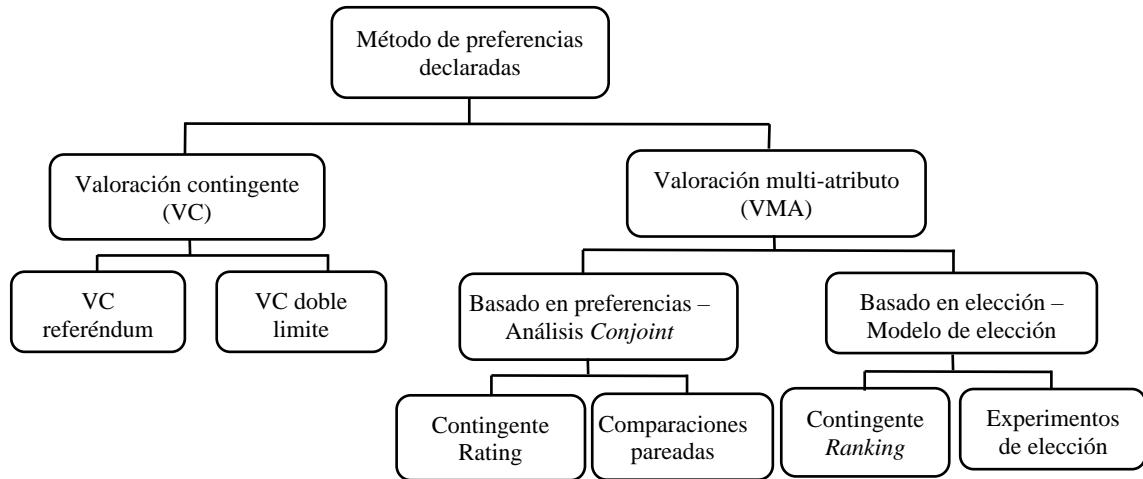 Método de preferencias
declaradas
Valoración contingente
(VC)
Valoración multi-atributo
(VMA)
VC
referéndum
VC doble
limite
Basado en preferencias –
Análisis Conjoint
Basado en elección –
Modelo de elección
Contingente
Rating
Comparaciones
pareadas
Contingente
Ranking
Experimentos
de elección